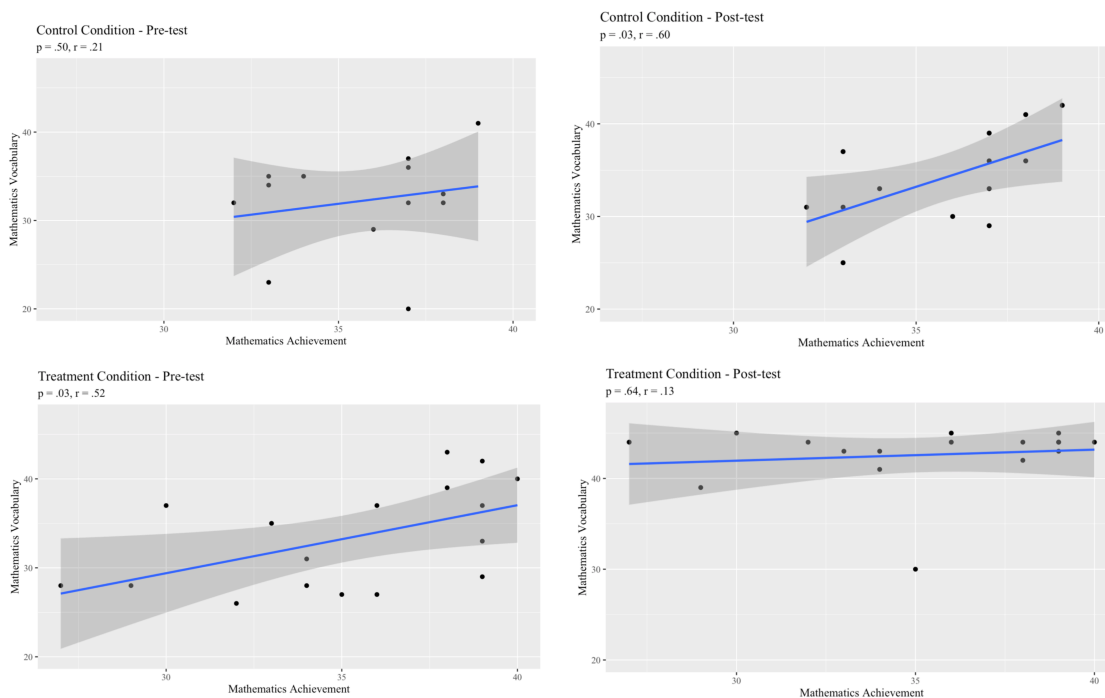 Control Condition - Pre-test
p = .50, r = .21
40
30
20
Mathematics Vocabulary
30
35
40
Mathematics Achievement
Control Condition - Post-test
p = .03, r = .60
40
30
20
Mathematics Vocabulary
30
35
40
Mathematics Achievement
Treatment Condition - Pre-test
p = .03, r = .52
40
30
20
Mathematics Vocabulary
30
35
40
Mathematics Achievement
Treatment Condition - Post-test
p = .64, r = .13
40
30
20
Mathematics Vocabulary
30
35
40
Mathematics Achievement